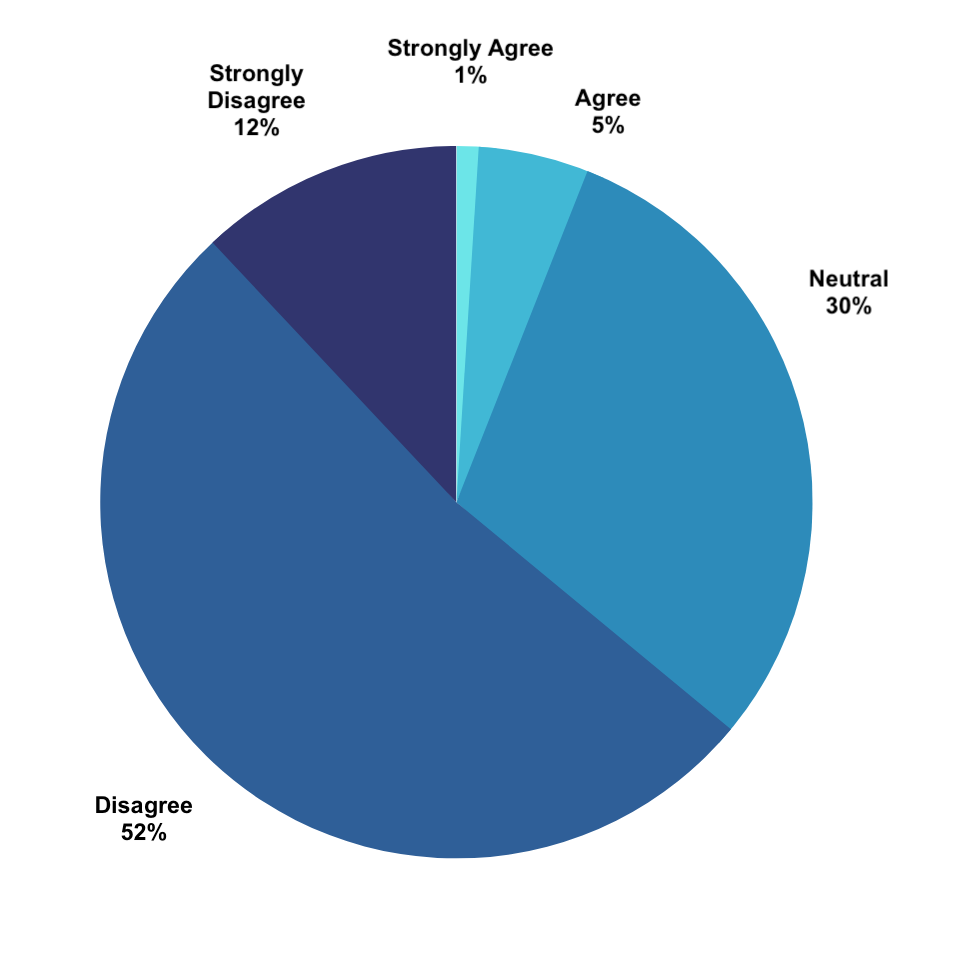 Strongly Agree
1%
Strongly
Disagree
12%
Agree
5%
Neutral
30%
Disagree
52%